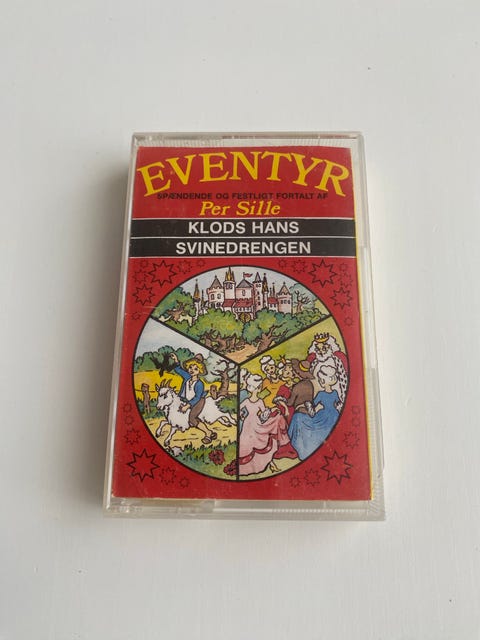 EVENTYR
SPÆNDENDE OG FESTLIGT FORTALT AF
Per Sille
KLODS HANS
SVINEDRENGEN